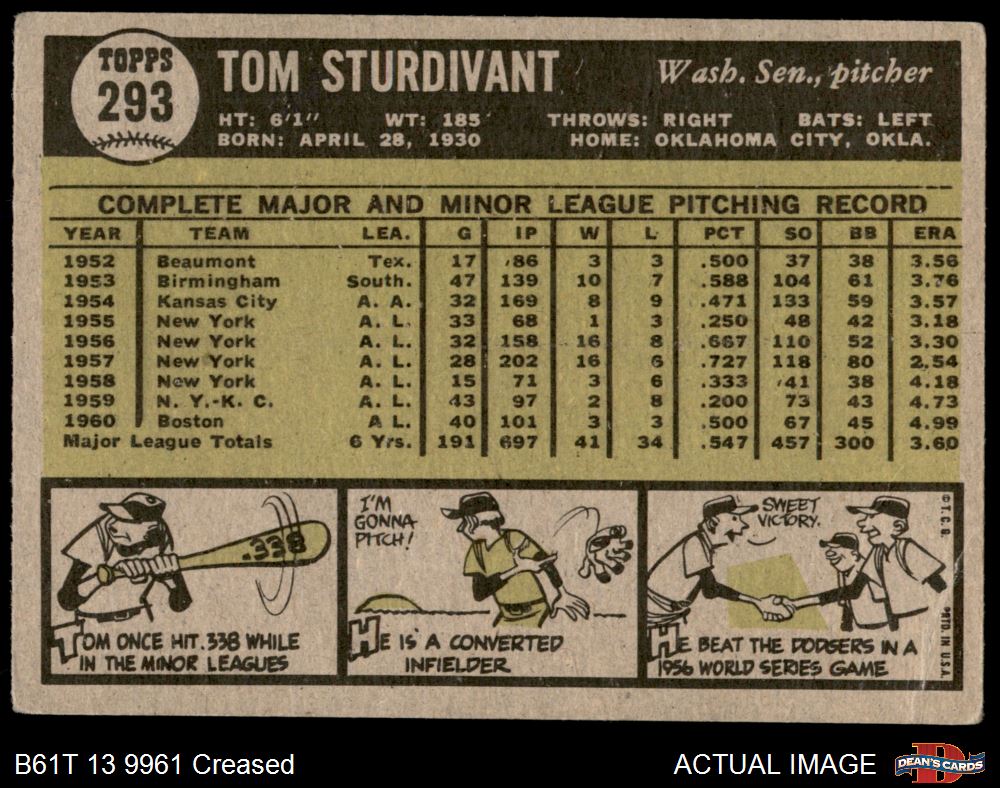 TOPPS
293
TOM STURDIVANT
Wash. Sen., pitcher
HT: 6'1" WT: 185 THROWS: RIGHT BATS: LEFT
BORN: APRIL 28, 1930 HOME: OKLAHOMA CITY, OKLA.
COMPLETE MAJOR AND MINOR LEAGUE PITCHING RECORD
YEAR TEAM LEA. G IP W L PCT SO BB ERA
1952 Beaumont Tex. 17 86 3 3 .500 37 38 3.56
1953 Birmingham South. 47 139 10 7 .588 104 61 3.76
1954 Kansas City A. A. 32 169 8 9 .471 133 59 3.57
1955 New York A. L. 33 68 1 3 .250 48 42 3.18
1956 New York A. L. 32 158 16 8 .667 110 52 3.30
1957 New York A. L. 28 202 16 6 .727 118 80 2.54
1958 New York A. L. 15 71 3 6 .333 41 38 4.18
1959 N. Y.-K. C. A. L. 43 97 2 8 .200 73 43 4.73
1960 Boston A L. 40 101 3 3 .500 67 45 4.99
Major League Totals 6 Yrs. 191 697 41 34 .547 457 300 3.60
.338
TOM ONCE HIT .338 WHILE
IN THE MINOR LEAGUES
I'M
GONNA
PITCH!
HE IS A CONVERTED
INFIELDER
SWEET
VICTORY.
HE BEAT THE DODGERS IN A
1956 WORLD SERIES GAME
© T. C. G.
PRTD. IN U.S.A.
B61T 13 9961 Creased
ACTUAL IMAGE
DEAN'S CARDS